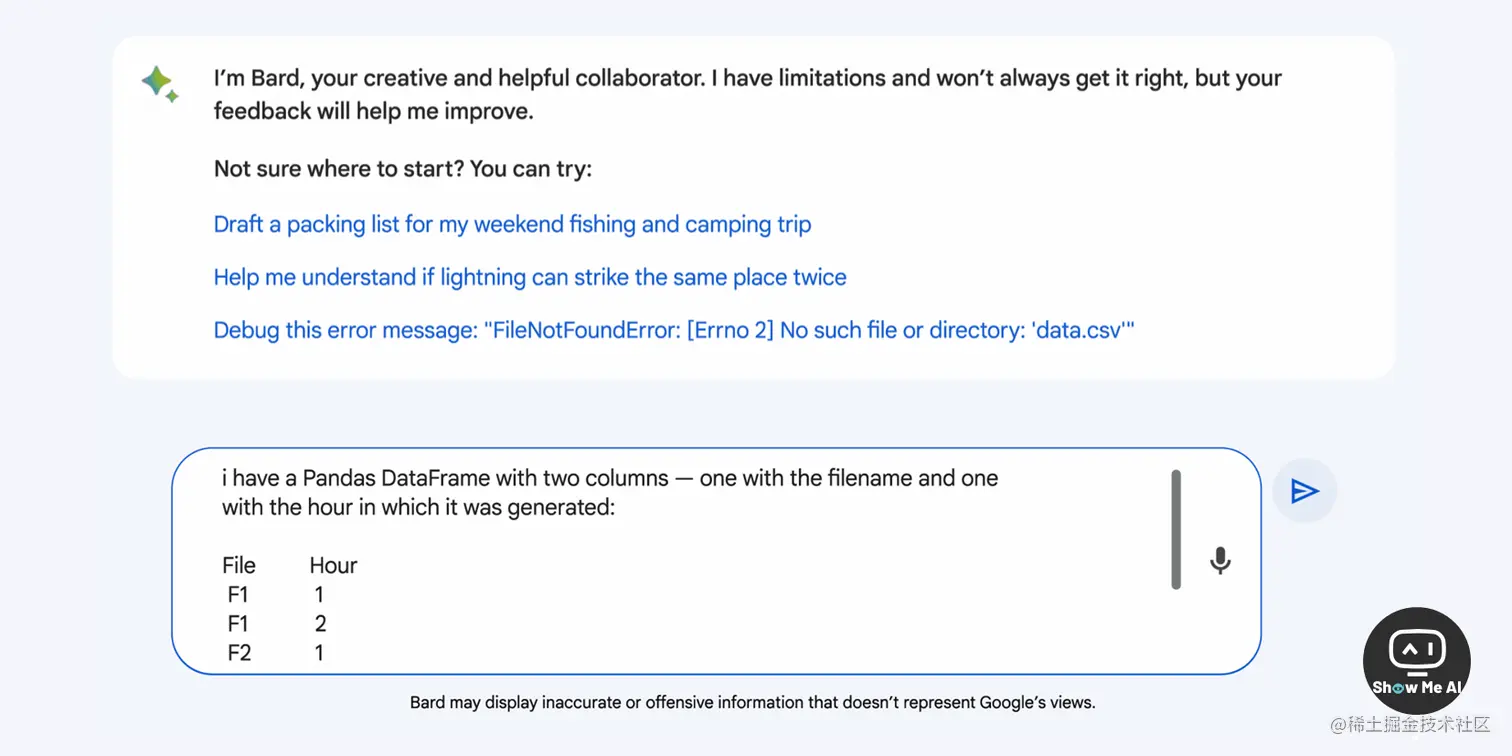 I’m Bard, your creative and helpful collaborator. I have limitations and won’t always get it right, but your
feedback will help me improve.
Not sure where to start? You can try:
Draft a packing list for my weekend fishing and camping trip
Help me understand if lightning can strike the same place twice
Debug this error message: "FileNotFoundError: [Errno 2] No such file or directory: 'data.csv'"
i have a Pandas DataFrame with two columns — one with the filename and one
with the hour in which it was generated:
File Hour
F1 1
F1 2
F2 1
Bard may display inaccurate or offensive information that doesn’t represent Google’s views.
AI
Show Me AI
@稀土掘金技术社区